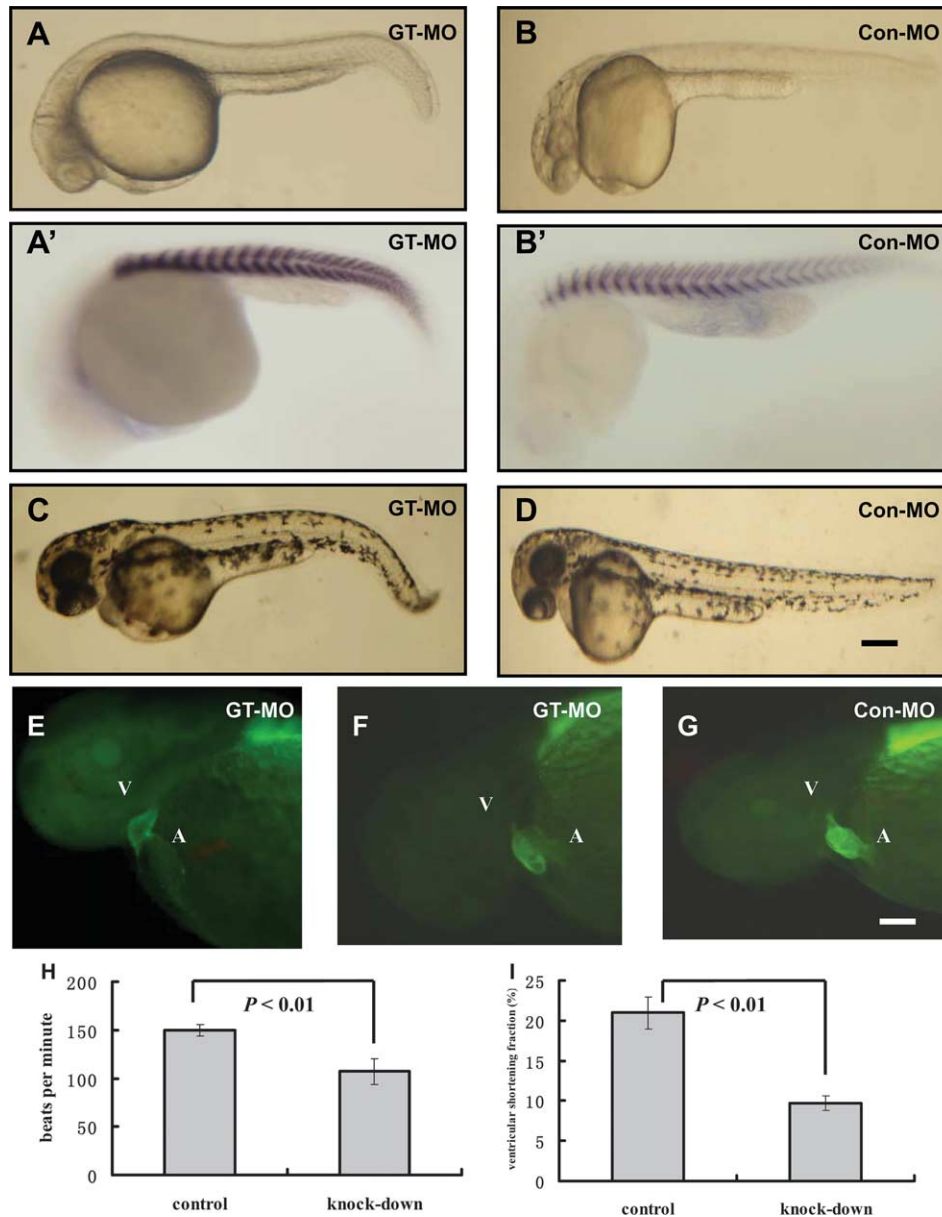 A GT-MO
B Con-MO
A' GT-MO
B' Con-MO
C GT-MO
D Con-MO
E GT-MO
V
A
F GT-MO
V
A
G Con-MO
V
A
H
beats per minute
200
150
100
50
0
P < 0.01
control knock-down
I
ventricular shortening fraction (%)
25
20
15
10
5
0
P < 0.01
control knock-down